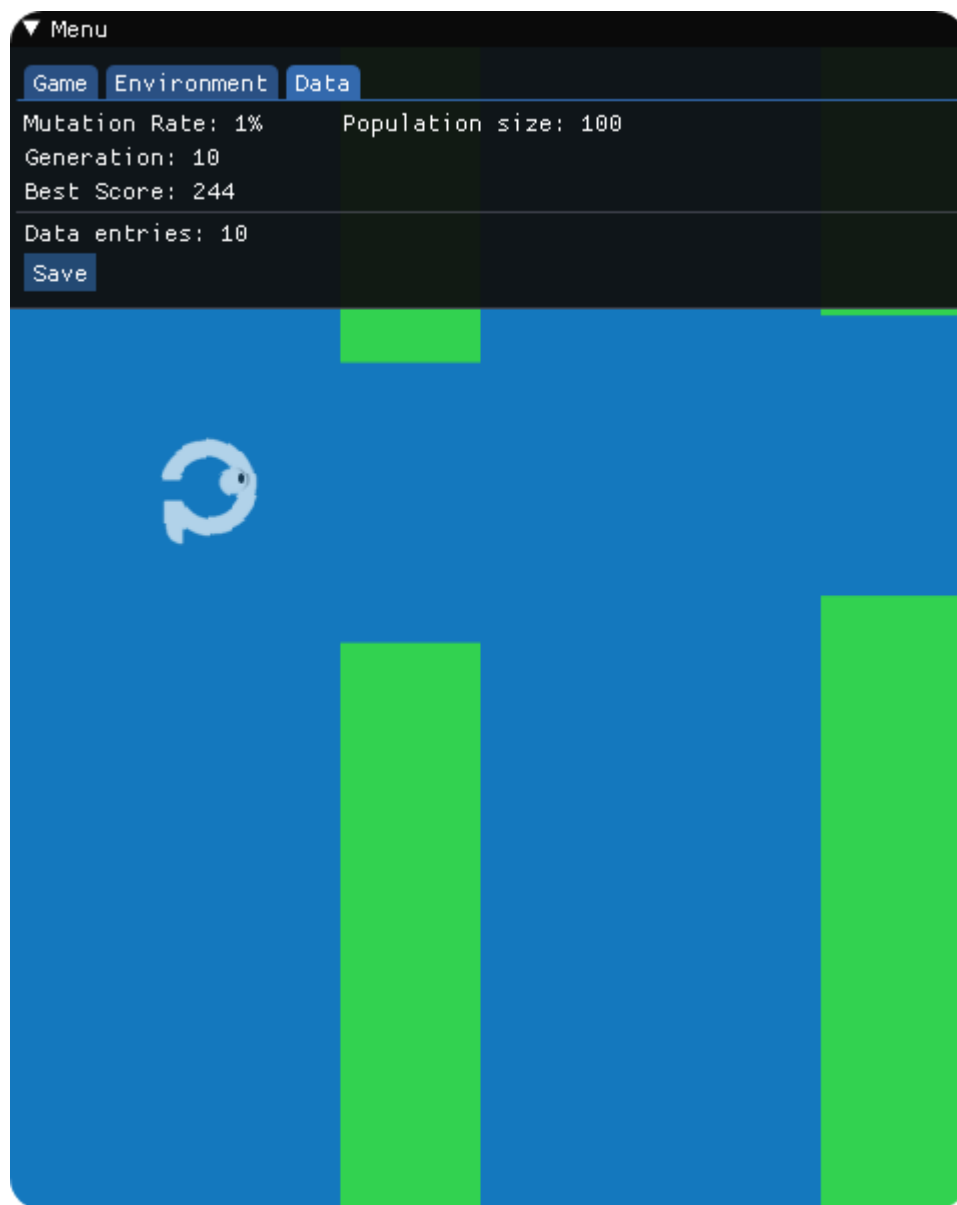 Menu
Game Environment Data
Mutation Rate: 1% Population size: 100
Generation: 10
Best Score: 244
Data entries: 10
Save